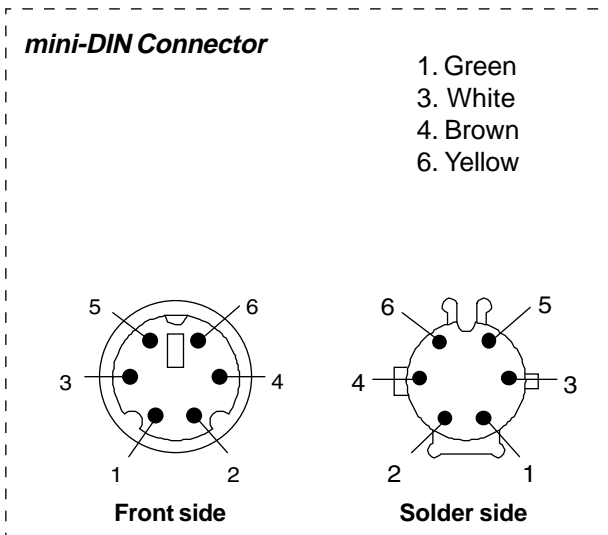 mini-DIN Connector
1. Green
3. White
4. Brown
6. Yellow
5 6
3 4
1 2
Front side
6 5
4 3
2 1
Solder side